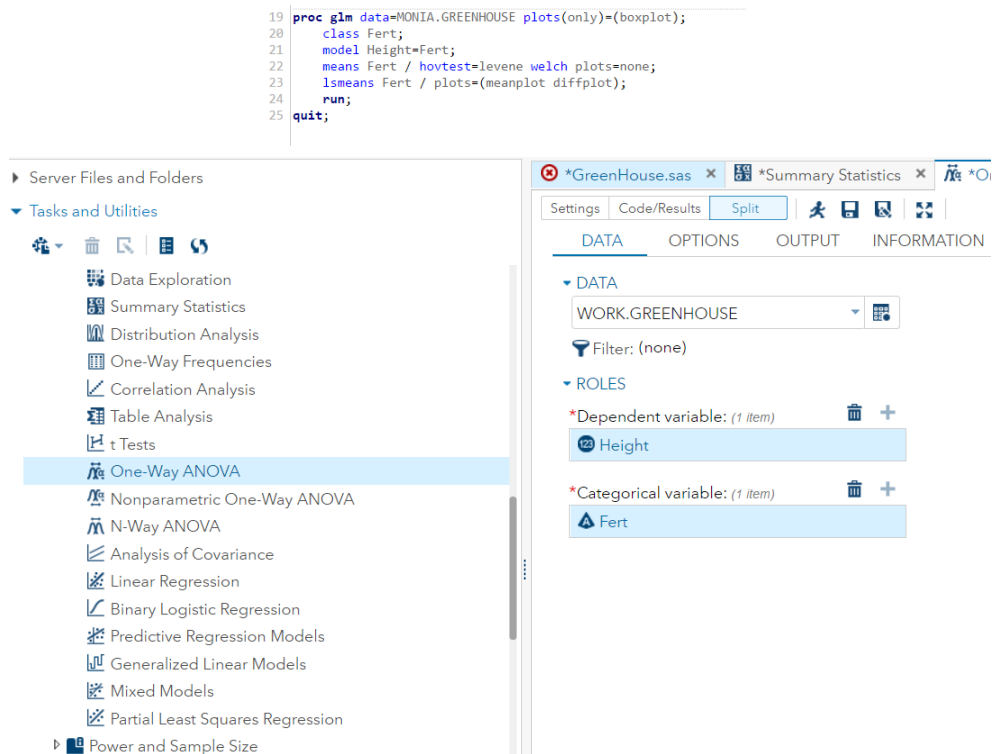 19 proc glm data=MONIA.GREENHOUSE plots(only)=(boxplot);
20 class Fert;
21 model Height=Fert;
22 means Fert / hovtest=levene welch plots=none;
23 lsmeans Fert / plots=(meanplot diffplot);
24 run;
25 quit;
Server Files and Folders
Tasks and Utilities
Data Exploration
Summary Statistics
Distribution Analysis
One-Way Frequencies
Correlation Analysis
Table Analysis
t Tests
One-Way ANOVA
Nonparametric One-Way ANOVA
N-Way ANOVA
Analysis of Covariance
Linear Regression
Binary Logistic Regression
Predictive Regression Models
Generalized Linear Models
Mixed Models
Partial Least Squares Regression
Power and Sample Size
*GreenHouse.sas × *Summary Statistics × *Or
Settings Code/Results Split
DATA OPTIONS OUTPUT INFORMATION
DATA
WORK.GREENHOUSE
Filter: (none)
ROLES
*Dependent variable: (1 item)
123 Height
*Categorical variable: (1 item)
A Fert